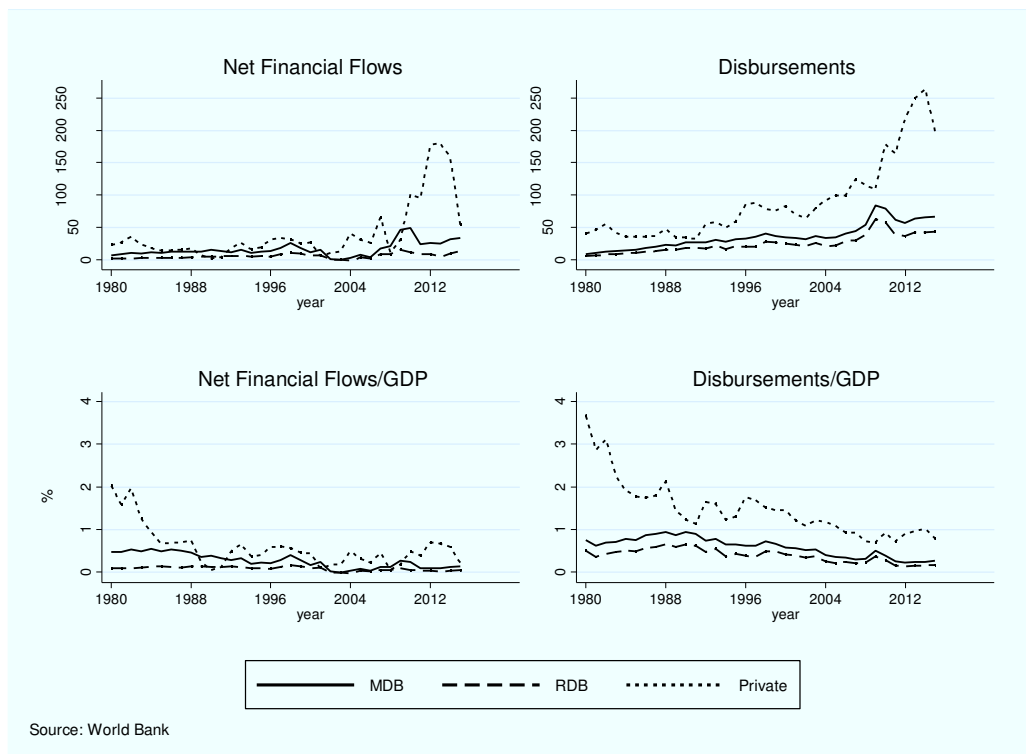 Net Financial Flows
250
200
150
100
50
0
1980 1988 1996 2004 2012
year
Disbursements
250
200
150
100
50
0
1980 1988 1996 2004 2012
year
Net Financial Flows/GDP
%
4
3
2
1
0
1980 1988 1996 2004 2012
year
Disbursements/GDP
4
3
2
1
0
1980 1988 1996 2004 2012
year
MDB RDB Private
Source: World Bank